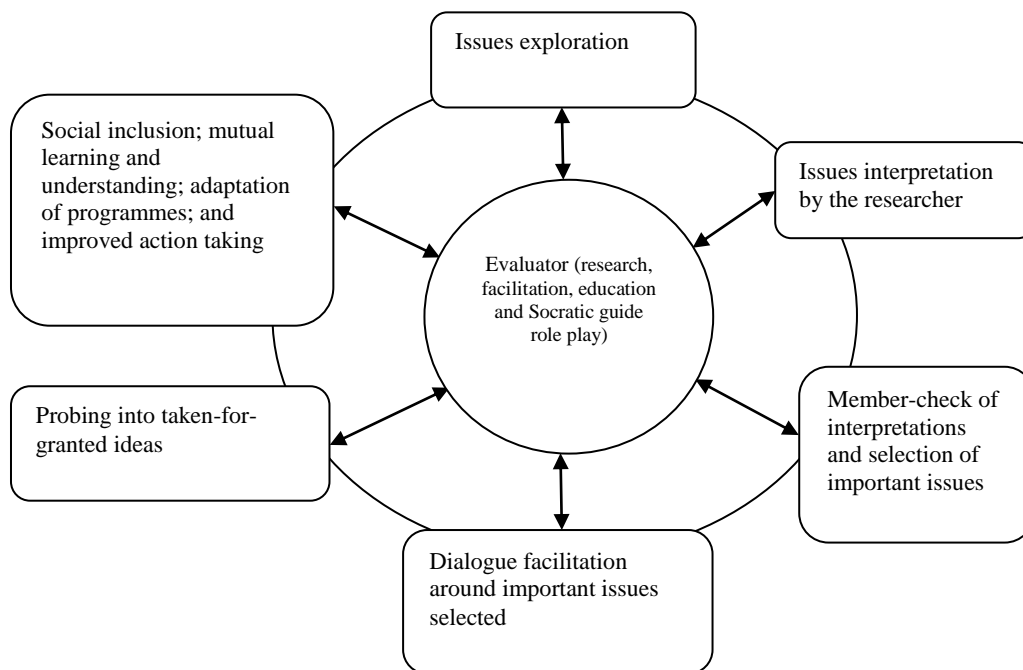 Issues exploration
Social inclusion; mutual
learning and
understanding; adaptation
of programmes; and
improved action taking
Issues interpretation
by the researcher
Evaluator (research,
facilitation, education
and Socratic guide
role play)
Probing into taken-for-
granted ideas
Member-check of
interpretations
and selection of
important issues
Dialogue facilitation
around important issues
selected